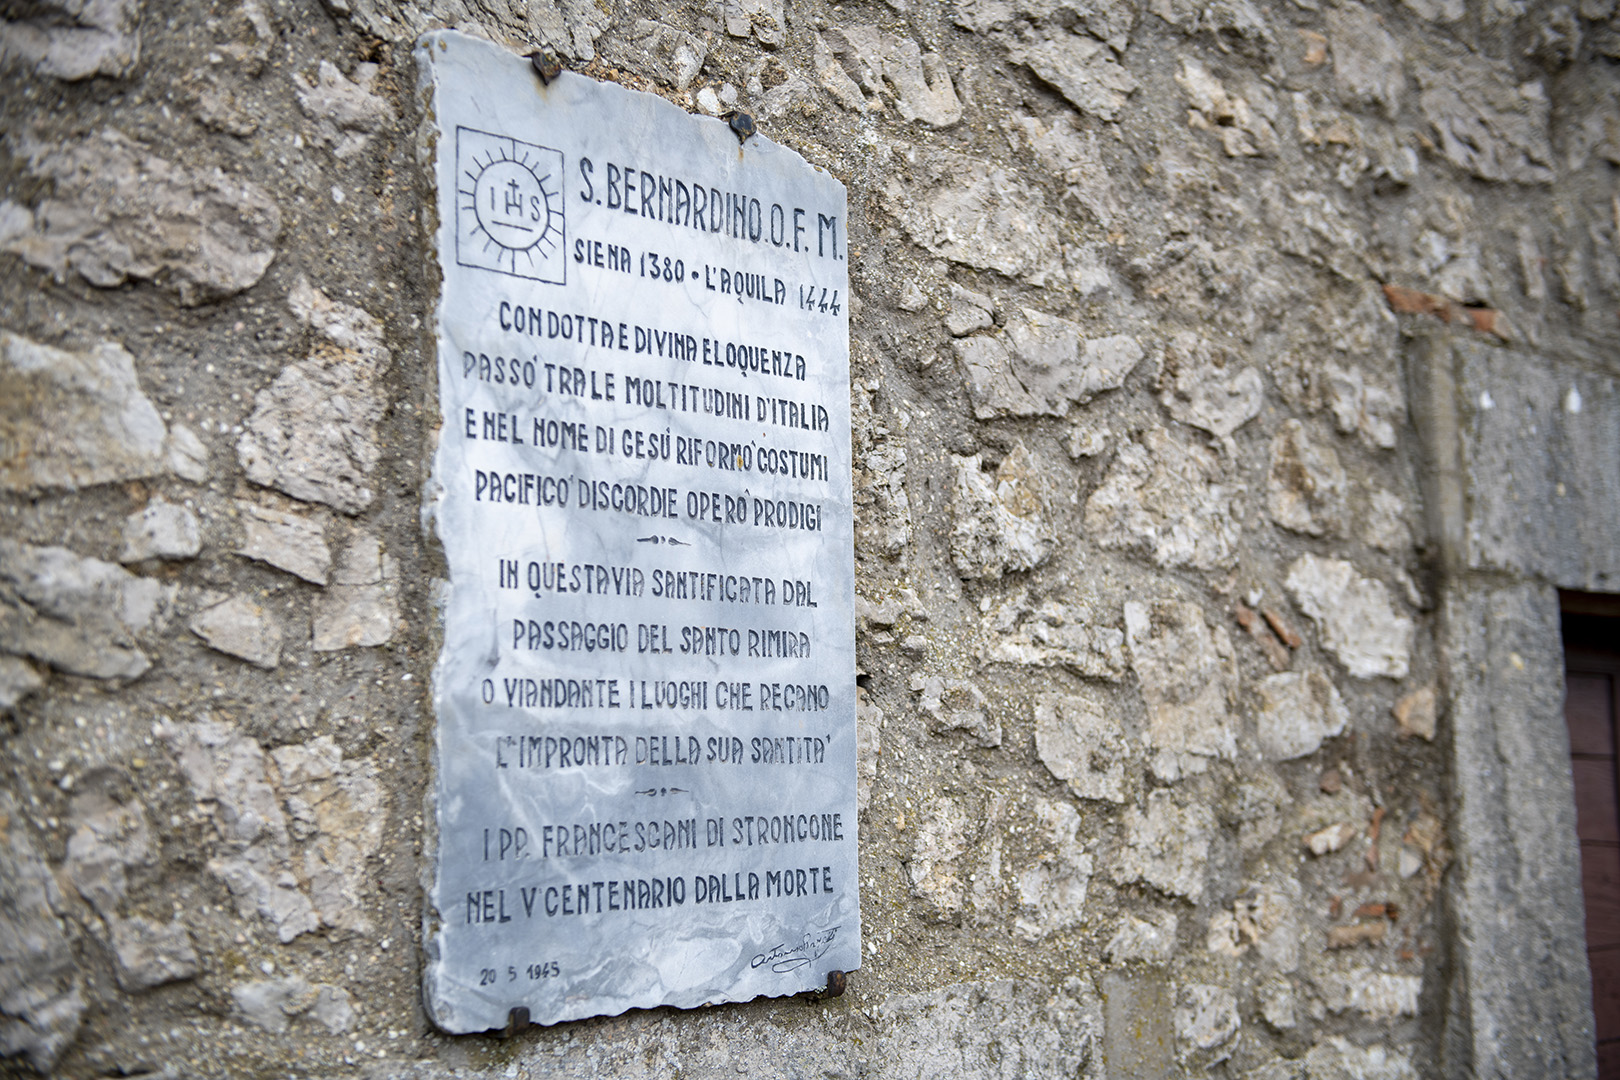 IHS
S. BERNARDINO. O. F. M.
SIENA 1380 • L'AQUILA 1444
CON DOTTA E DIVINA ELOQUENZA
PASSO' TRA LE MOLTITUDINI D'ITALIA
E NEL NOME DI GESU' RIFORMO' COSTUMI
PACIFICO' DISCORDIE OPERO' PRODIGI
IN QUESTA VIA SANTIFICATA DAL
PASSAGGIO DEL SANTO RIMIRA
O VIANDANTE I LUOGHI CHE RECANO
L'IMPRONTA DELLA SUA SANTITA'
I PP. FRANCESCANI DI STRONCONE
NEL V° CENTENARIO DALLA MORTE
20 5 1945